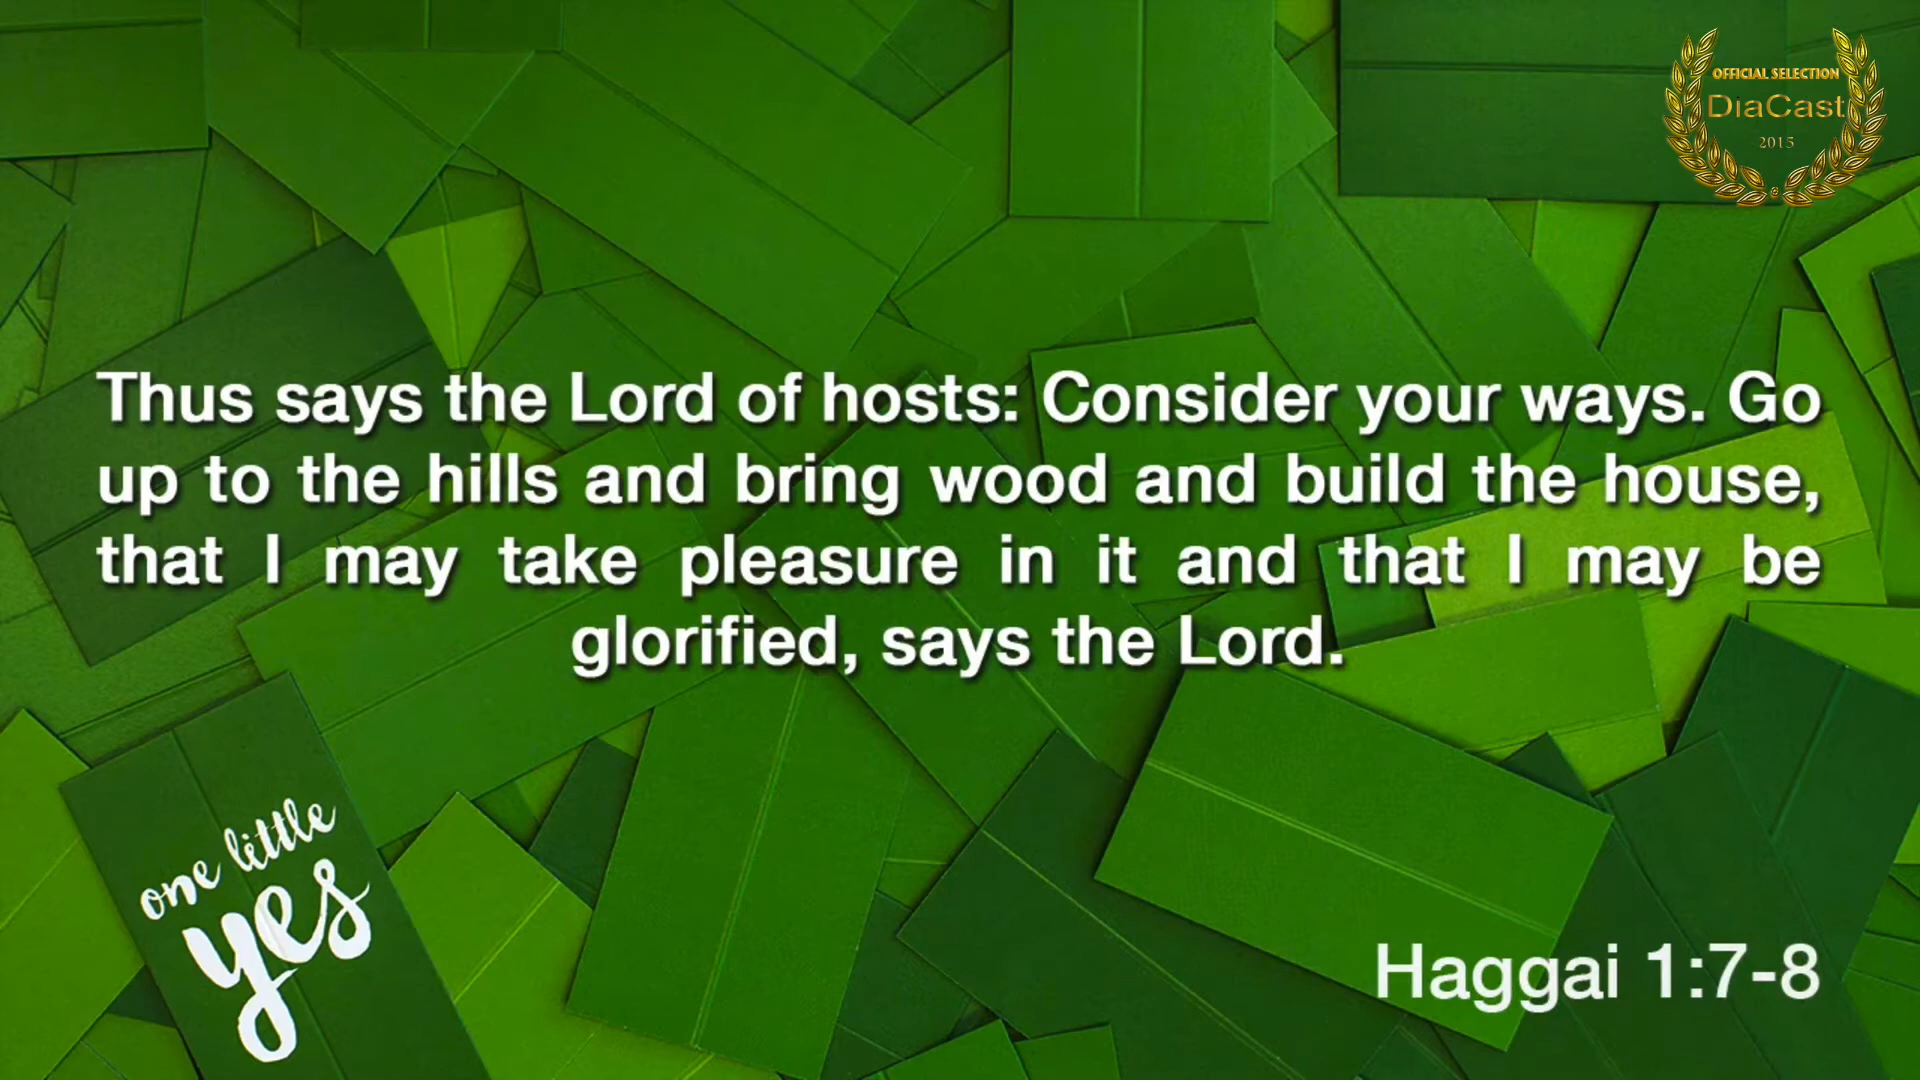 OFFICIAL SELECTION
DiaCast
2015
Thus says the Lord of hosts: Consider your ways. Go
up to the hills and bring wood and build the house,
that I may take pleasure in it and that I may be
glorified, says the Lord.
one little
yes
Haggai 1:7-8